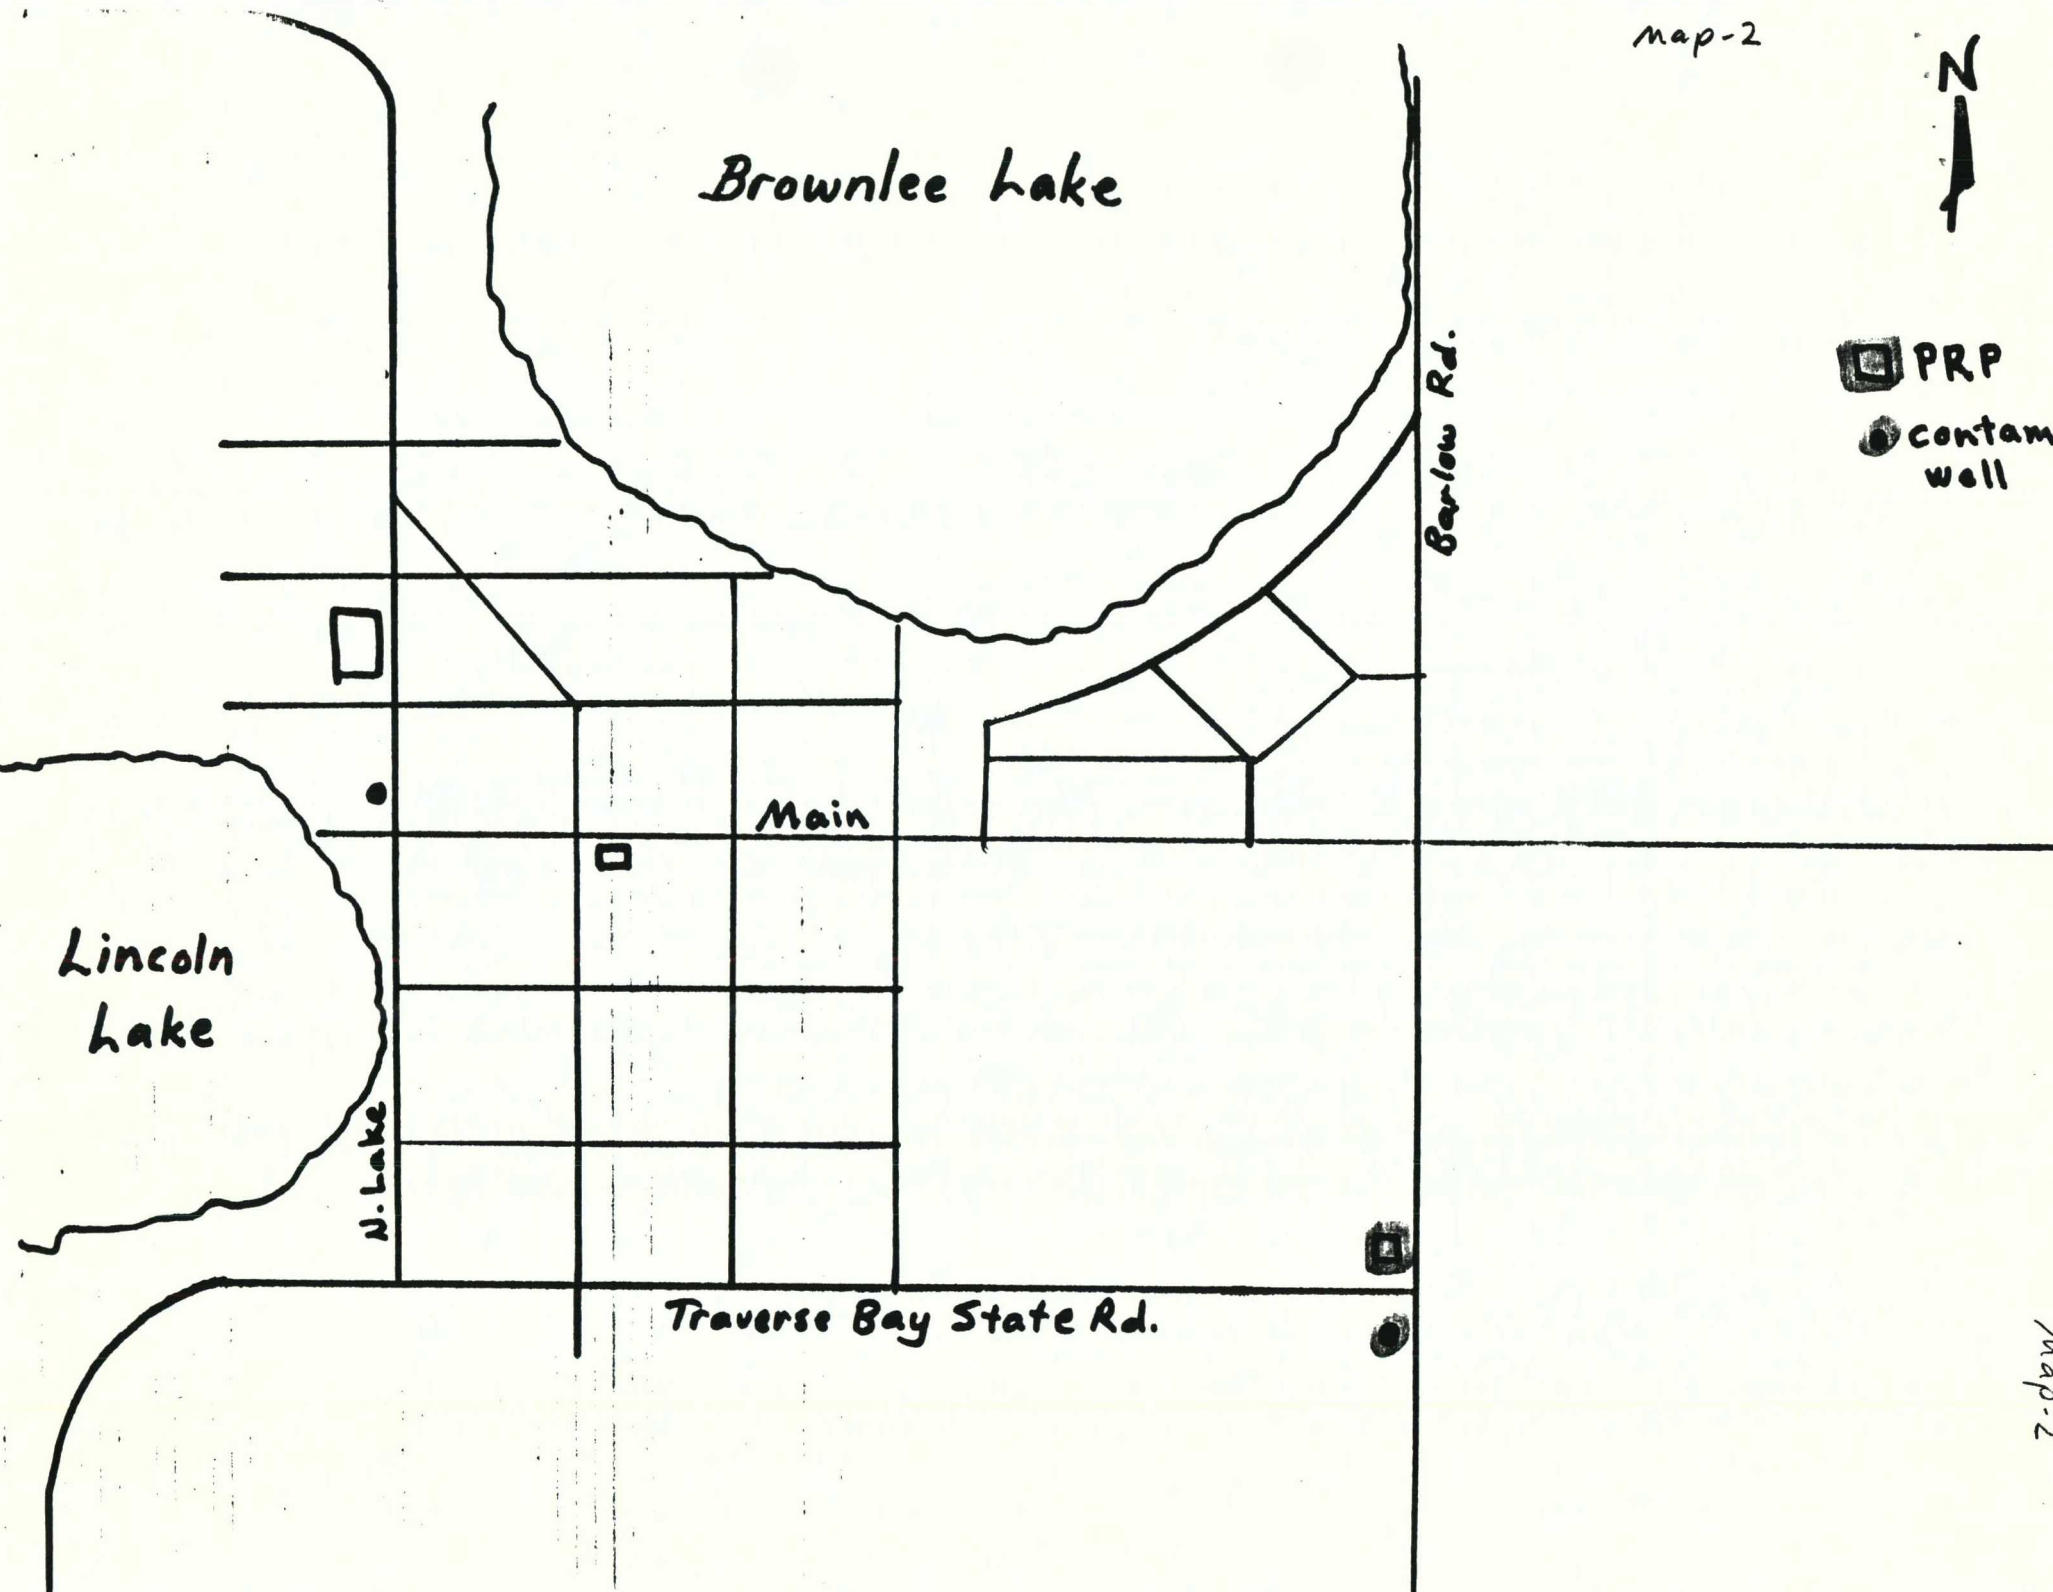 map-2
N
Brownlee Lake
PRP
contam
well
Barlow Rd.
Main
Lincoln
Lake
N. Lake
Traverse Bay State Rd.
map-2